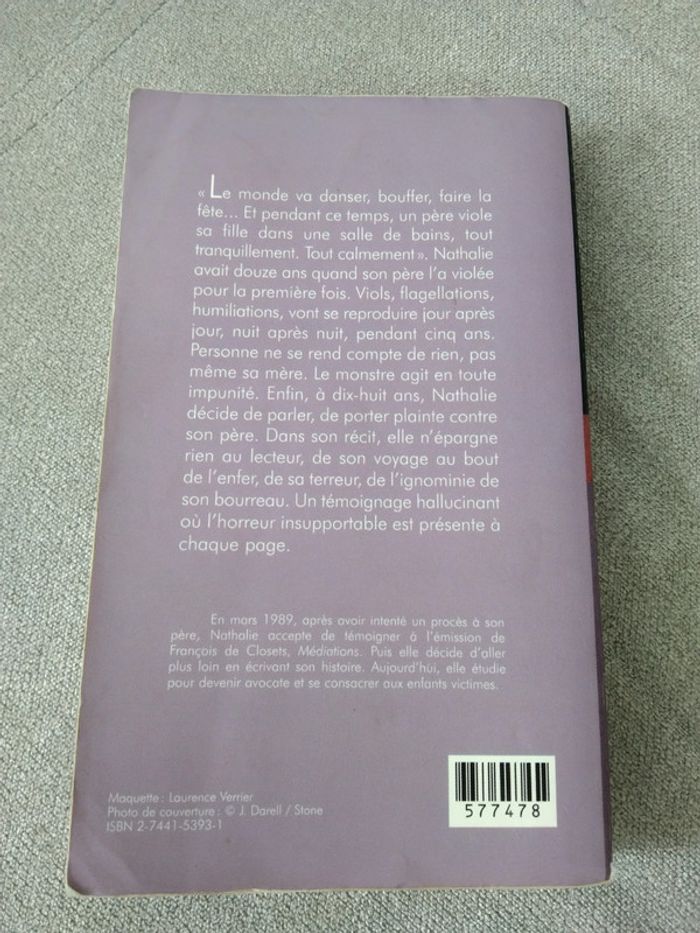 « Le monde va danser, bouffer, faire la
fête... Et pendant ce temps, un père viole
sa fille dans une salle de bains, tout
tranquillement. Tout calmement ». Nathalie
avait douze ans quand son père l'a violée
pour la première fois. Viols, flagellations,
humiliations, vont se reproduire jour après
jour, nuit après nuit, pendant cinq ans.
Personne ne se rend compte de rien, pas
même sa mère. Le monstre agit en toute
impunité. Enfin, à dix-huit ans, Nathalie
décide de parler, de porter plainte contre
son père. Dans son récit, elle n'épargne
rien au lecteur, de son voyage au bout
de l'enfer, de sa terreur, de l'ignominie de
son bourreau. Un témoignage hallucinant
où l'horreur insupportable est présente à
chaque page.
En mars 1989, après avoir intenté un procès à son
père, Nathalie accepte de témoigner à l'émission de
François de Closets, Médiations. Puis elle décide d'aller
plus loin en écrivant son histoire. Aujourd'hui, elle étudie
pour devenir avocate et se consacrer aux enfants victimes.
Maquette : Laurence Verrier
Photo de couverture : © J. Darell / Stone
ISBN 2-7441-5393-1
577478